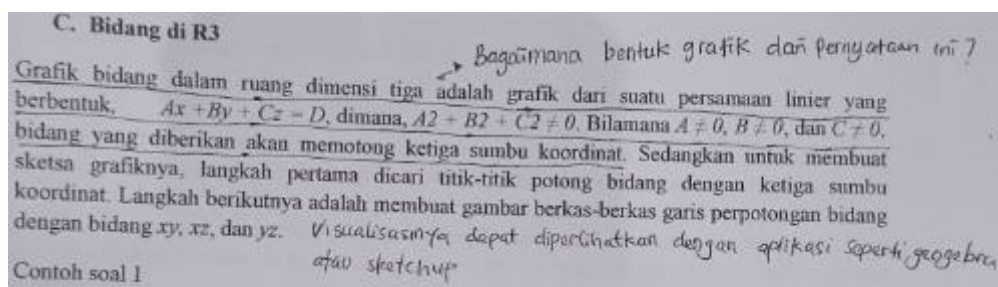 C. Bidang di R3
Bagaimana bentuk grafik dari Pernyataan ini?
Grafik bidang dalam ruang dimensi tiga adalah grafik dari suatu persamaan linier yang
berbentuk, Ax + By + Cz = D, dimana, A2 + B2 + C2 ≠ 0. Bilamana A ≠ 0, B ≠ 0, dan C ≠ 0,
bidang yang diberikan akan memotong ketiga sumbu koordinat. Sedangkan untuk membuat
sketsa grafiknya, langkah pertama dicari titik-titik potong bidang dengan ketiga sumbu
koordinat. Langkah berikutnya adalah membuat gambar berkas-berkas garis perpotongan bidang
dengan bidang xy, xz, dan yz. Visualisasinya dapat diperlihatkan dengan aplikasi seperti geogebra
atau sketchup
Contoh soal 1